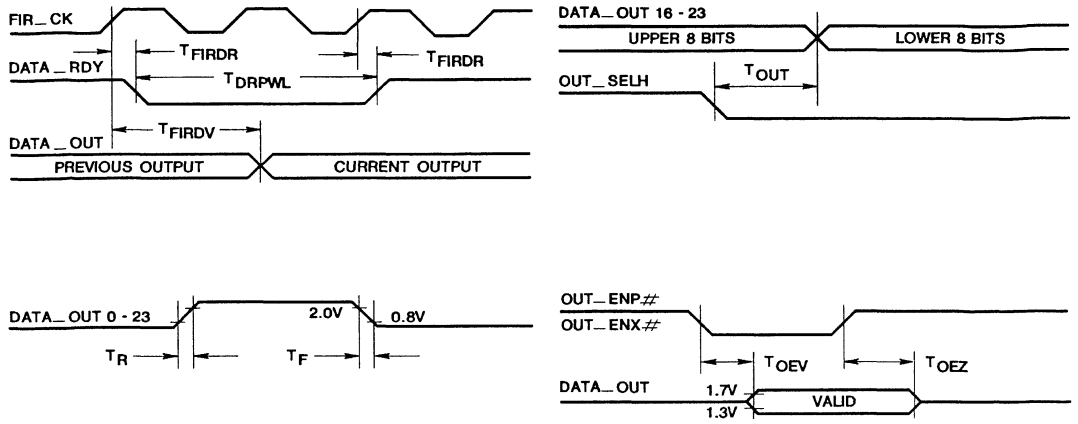 FIR_CK
TFIRDR
TFIRDR
DATA_RDY
TDRPWL
TFIRDV
DATA_OUT
PREVIOUS OUTPUT
CURRENT OUTPUT
DATA_OUT 16 - 23
UPPER 8 BITS
LOWER 8 BITS
TOUT
OUT_SELH
DATA_OUT 0 - 23
2.0V
0.8V
TR
TF
OUT_ENP#
OUT_ENX#
TOEV
TOEZ
DATA_OUT
1.7V
VALID
1.3V